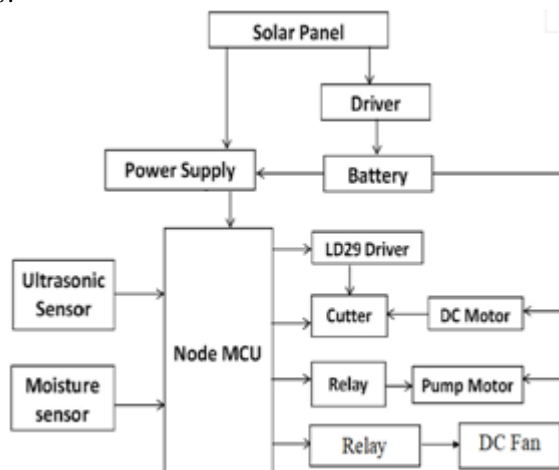 Solar Panel
Driver
Power Supply
Battery
LD29 Driver
Ultrasonic
Sensor
Cutter
DC Motor
Node MCU
Moisture
sensor
Relay
Pump Motor
Relay
DC Fan